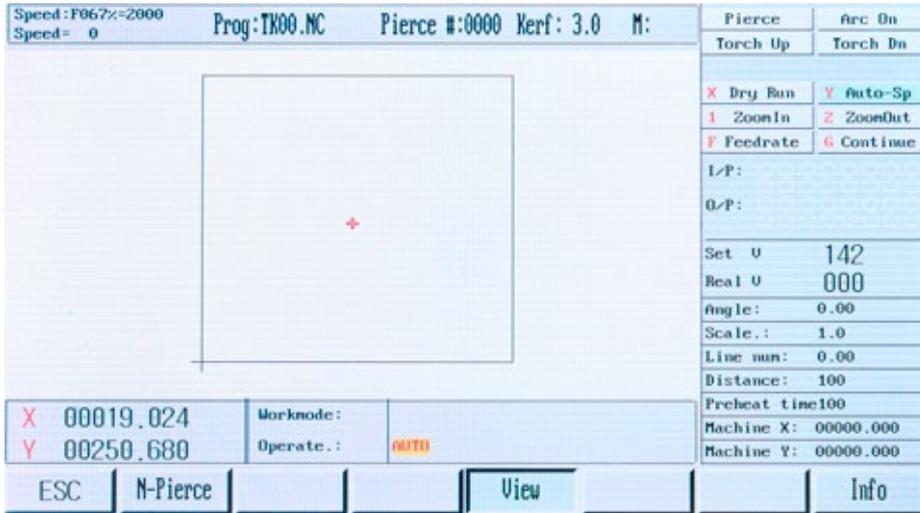 Speed:F067%=2000
Speed= 0
Prog:TK00.NC Pierce #:0000 Kerf: 3.0 M:
Pierce Arc On
Torch Up Torch Dn
X Dry Run Y Auto-Sp
1 ZoomIn 2 ZoomOut
F Feedrate G Continue
I/P:
O/P:
Set V 142
Real V 000
Angle: 0.00
Scale.: 1.0
Line num: 0.00
Distance: 100
Preheat time100
Machine X: 00000.000
Machine Y: 00000.000
X 00019.024
Y 00250.680
Workmode:
Operate.: AUTO
ESC N-Pierce View Info